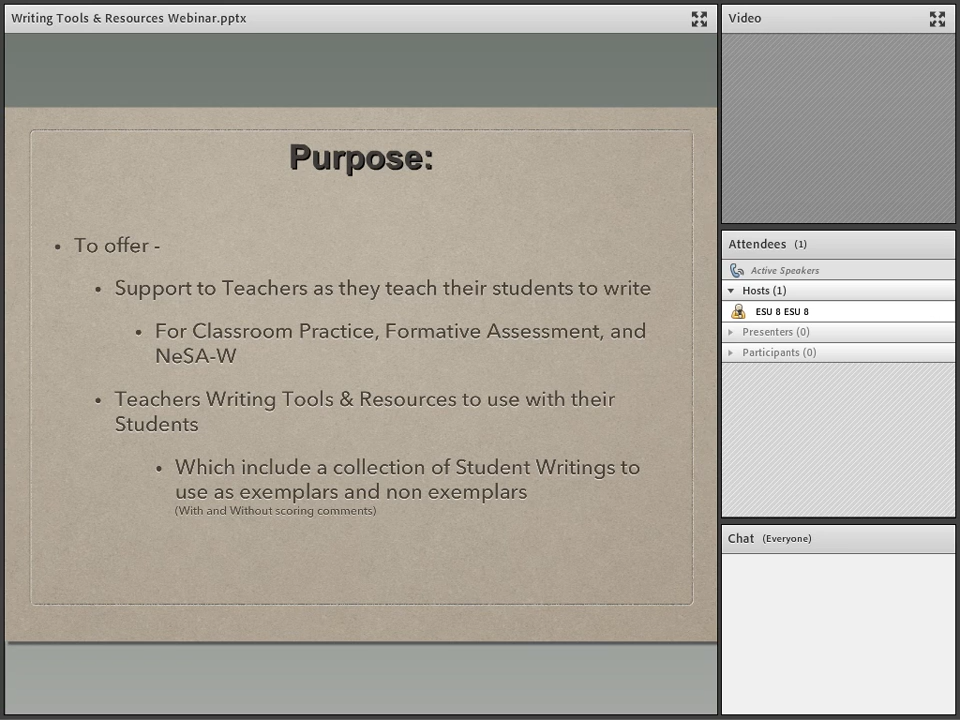 Writing Tools & Resources Webinar.pptx
Purpose:
• To offer -
• Support to Teachers as they teach their students to write
• For Classroom Practice, Formative Assessment, and
NeSA-W
• Teachers Writing Tools & Resources to use with their
Students
• Which include a collection of Student Writings to
use as exemplars and non exemplars
(With and Without scoring comments)
Video
Attendees (1)
Active Speakers
Hosts (1)
ESU 8 ESU 8
Presenters (0)
Participants (0)
Chat (Everyone)